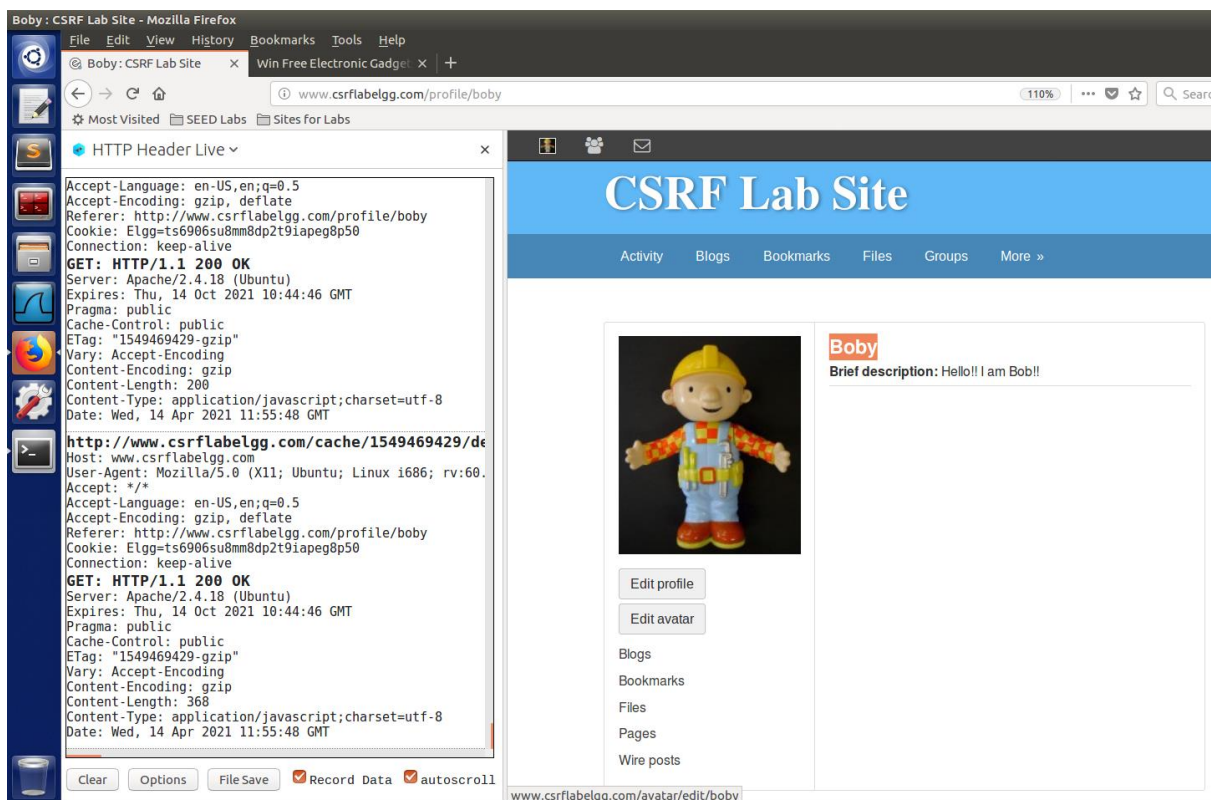 Boby : CSRF Lab Site - Mozilla Firefox
File Edit View History Bookmarks Tools Help
Boby : CSRF Lab Site × Win Free Electronic Gadget × +
www.csrflabelgg.com/profile/boby 110% ... Searc
Most Visited SEED Labs Sites for Labs
HTTP Header Live ×
Accept-Language: en-US,en;q=0.5
Accept-Encoding: gzip, deflate
Referer: http://www.csrflabelgg.com/profile/boby
Cookie: Elgg=ts6906su8mm8dp2t9iapeg8p50
Connection: keep-alive
GET: HTTP/1.1 200 OK
Server: Apache/2.4.18 (Ubuntu)
Expires: Thu, 14 Oct 2021 10:44:46 GMT
Pragma: public
Cache-Control: public
ETag: "1549469429-gzip"
Vary: Accept-Encoding
Content-Encoding: gzip
Content-Length: 200
Content-Type: application/javascript;charset=utf-8
Date: Wed, 14 Apr 2021 11:55:48 GMT
http://www.csrflabelgg.com/cache/1549469429/de
Host: www.csrflabelgg.com
User-Agent: Mozilla/5.0 (X11; Ubuntu; Linux i686; rv:60.
Accept: */*
Accept-Language: en-US,en;q=0.5
Accept-Encoding: gzip, deflate
Referer: http://www.csrflabelgg.com/profile/boby
Cookie: Elgg=ts6906su8mm8dp2t9iapeg8p50
Connection: keep-alive
GET: HTTP/1.1 200 OK
Server: Apache/2.4.18 (Ubuntu)
Expires: Thu, 14 Oct 2021 10:44:46 GMT
Pragma: public
Cache-Control: public
ETag: "1549469429-gzip"
Vary: Accept-Encoding
Content-Encoding: gzip
Content-Length: 368
Content-Type: application/javascript;charset=utf-8
Date: Wed, 14 Apr 2021 11:55:48 GMT
Clear Options File Save Record Data autoscroll
CSRF Lab Site
Activity Blogs Bookmarks Files Groups More »
Boby
Brief description: Hello!! I am Bob!!
Edit profile
Edit avatar
Blogs
Bookmarks
Files
Pages
Wire posts
www.csrflabelgg.com/avatar/edit/boby